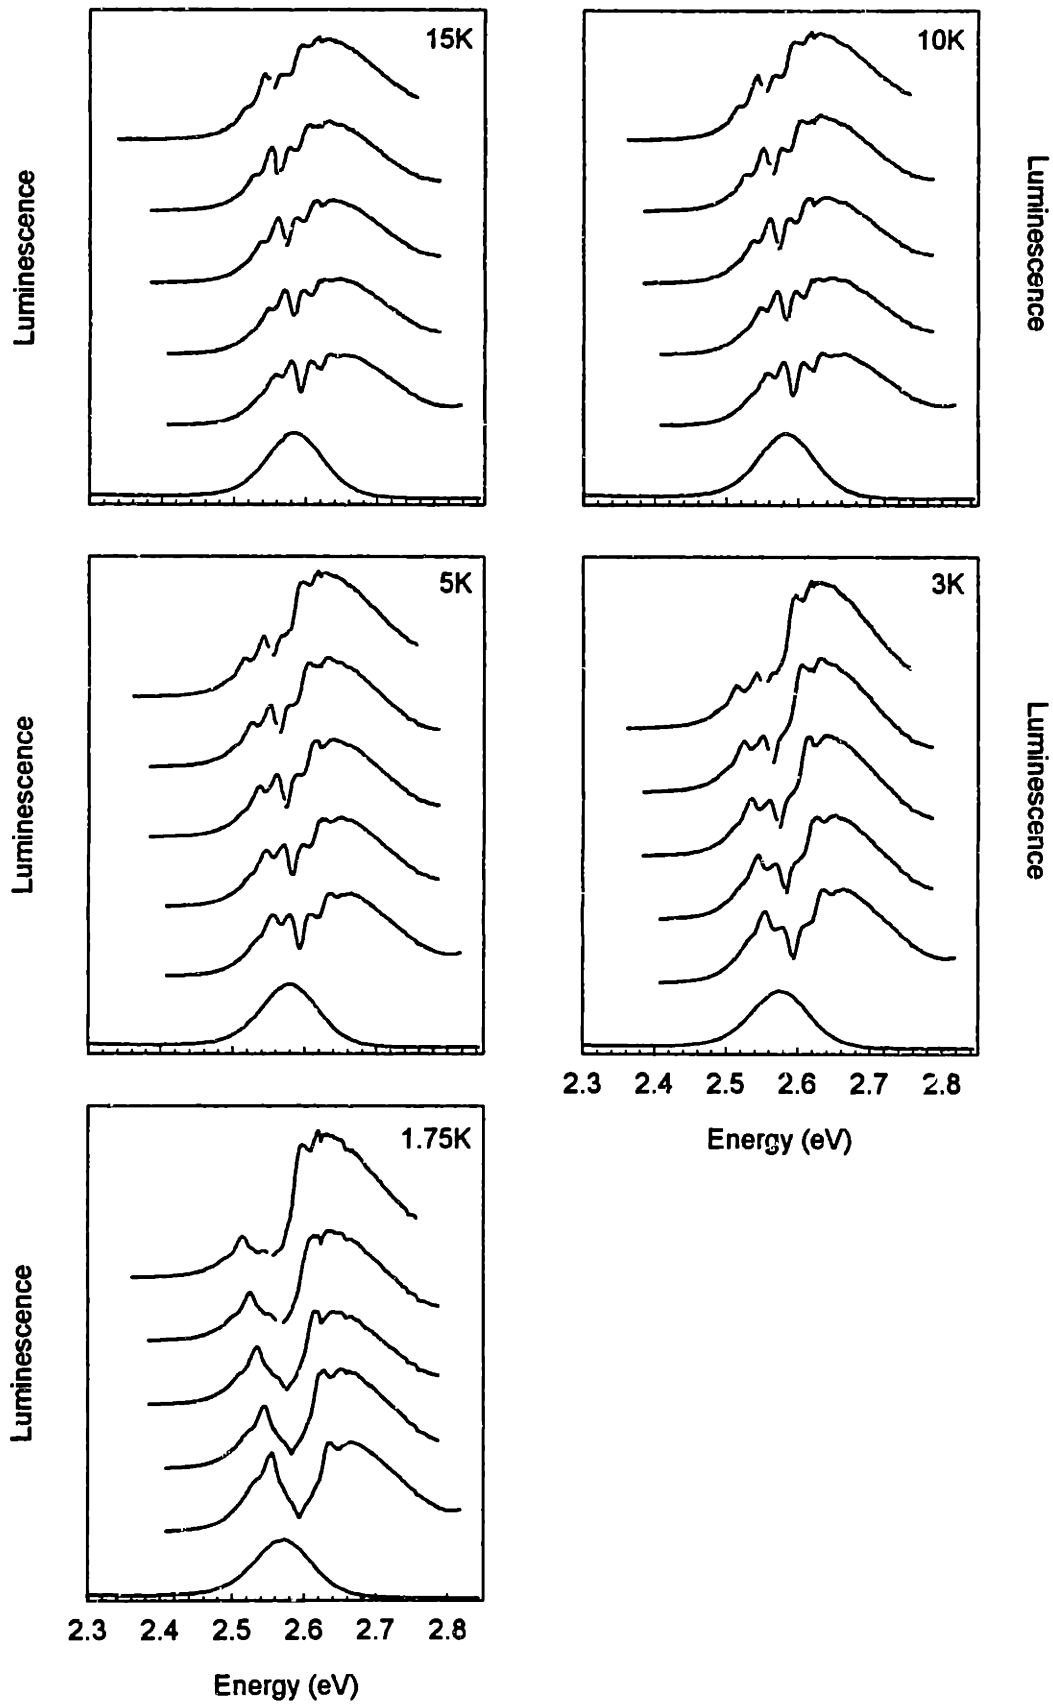 15K
10K
Luminescence
Luminescence
5K
3K
Luminescence
Luminescence
2.3 2.4 2.5 2.6 2.7 2.8
Energy (eV)
1.75K
Luminescence
2.3 2.4 2.5 2.6 2.7 2.8
Energy (eV)